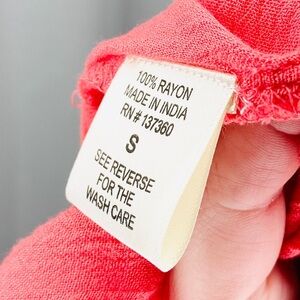 100% RAYON
MADE IN INDIA
RN # 137360
S
SEE REVERSE
FOR THE
WASH CARE